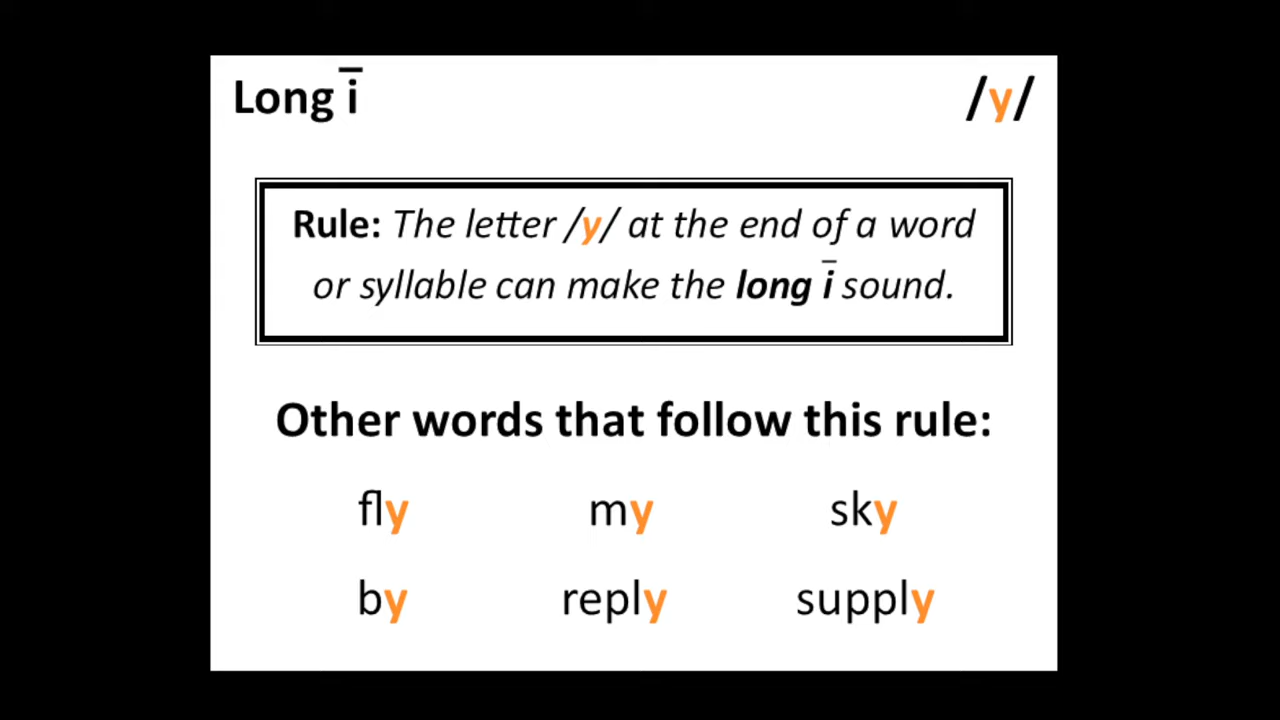 Long ī /y/
Rule: The letter /y/ at the end of a word
or syllable can make the long ī sound.
Other words that follow this rule:
fly my sky
by reply supply